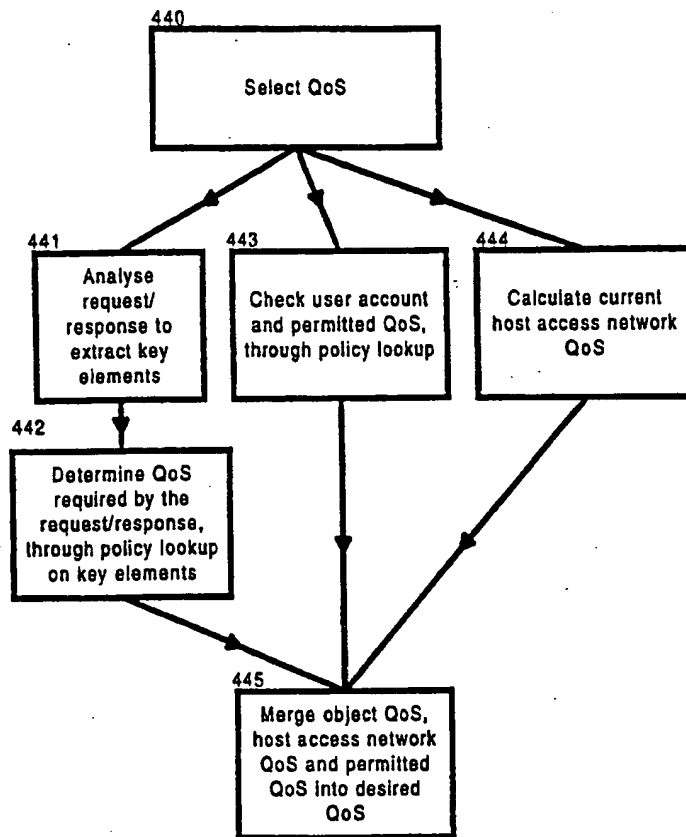 440
Select QoS
441
Analyse
request/
response to
extract key
elements
443
Check user account
and permitted QoS,
through policy lookup
444
Calculate current
host access network
QoS
442
Determine QoS
required by the
request/response,
through policy lookup
on key elements
445
Merge object QoS,
host access network
QoS and permitted
QoS into desired
QoS